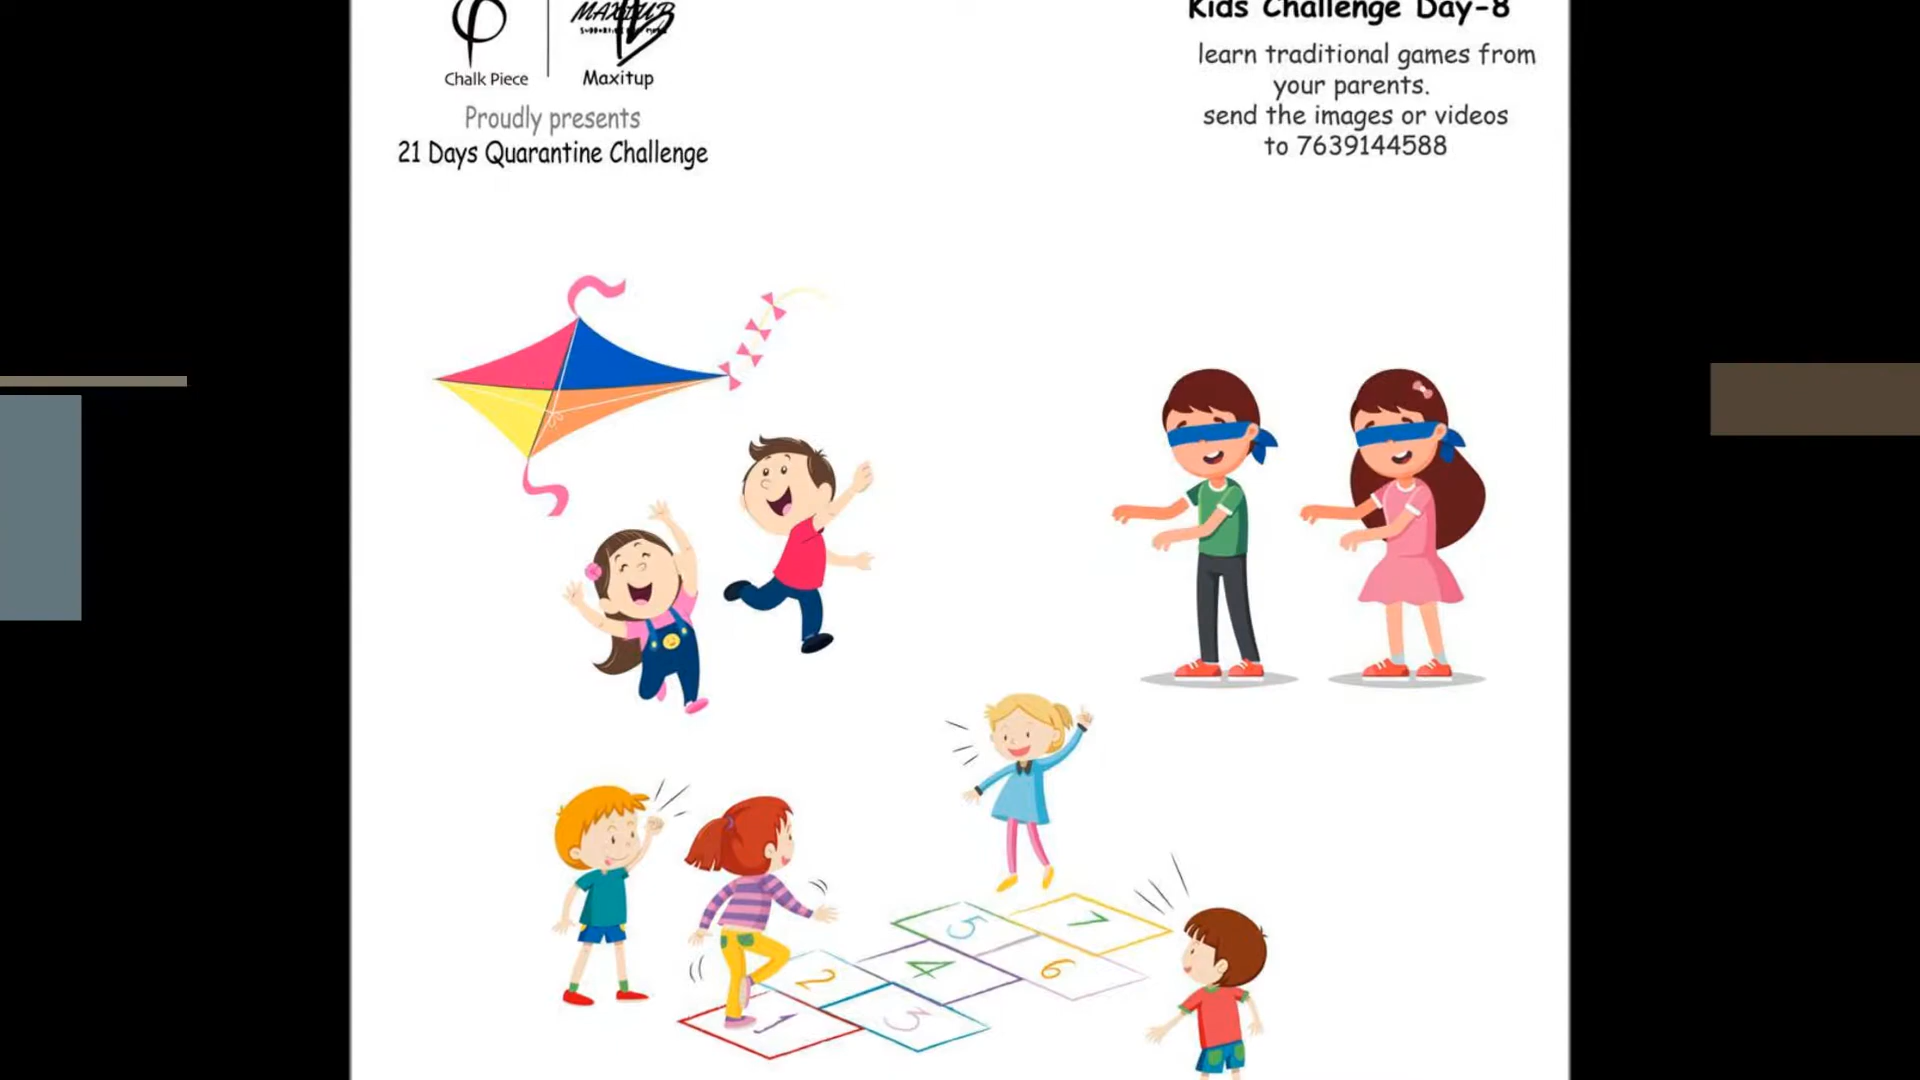 MAXITUP
Chalk Piece
Maxitup
Proudly presents
21 Days Quarantine Challenge
Kids Challenge Day-8
learn traditional games from
your parents.
send the images or videos
to 7639144588
1
2
3
4
5
6
7